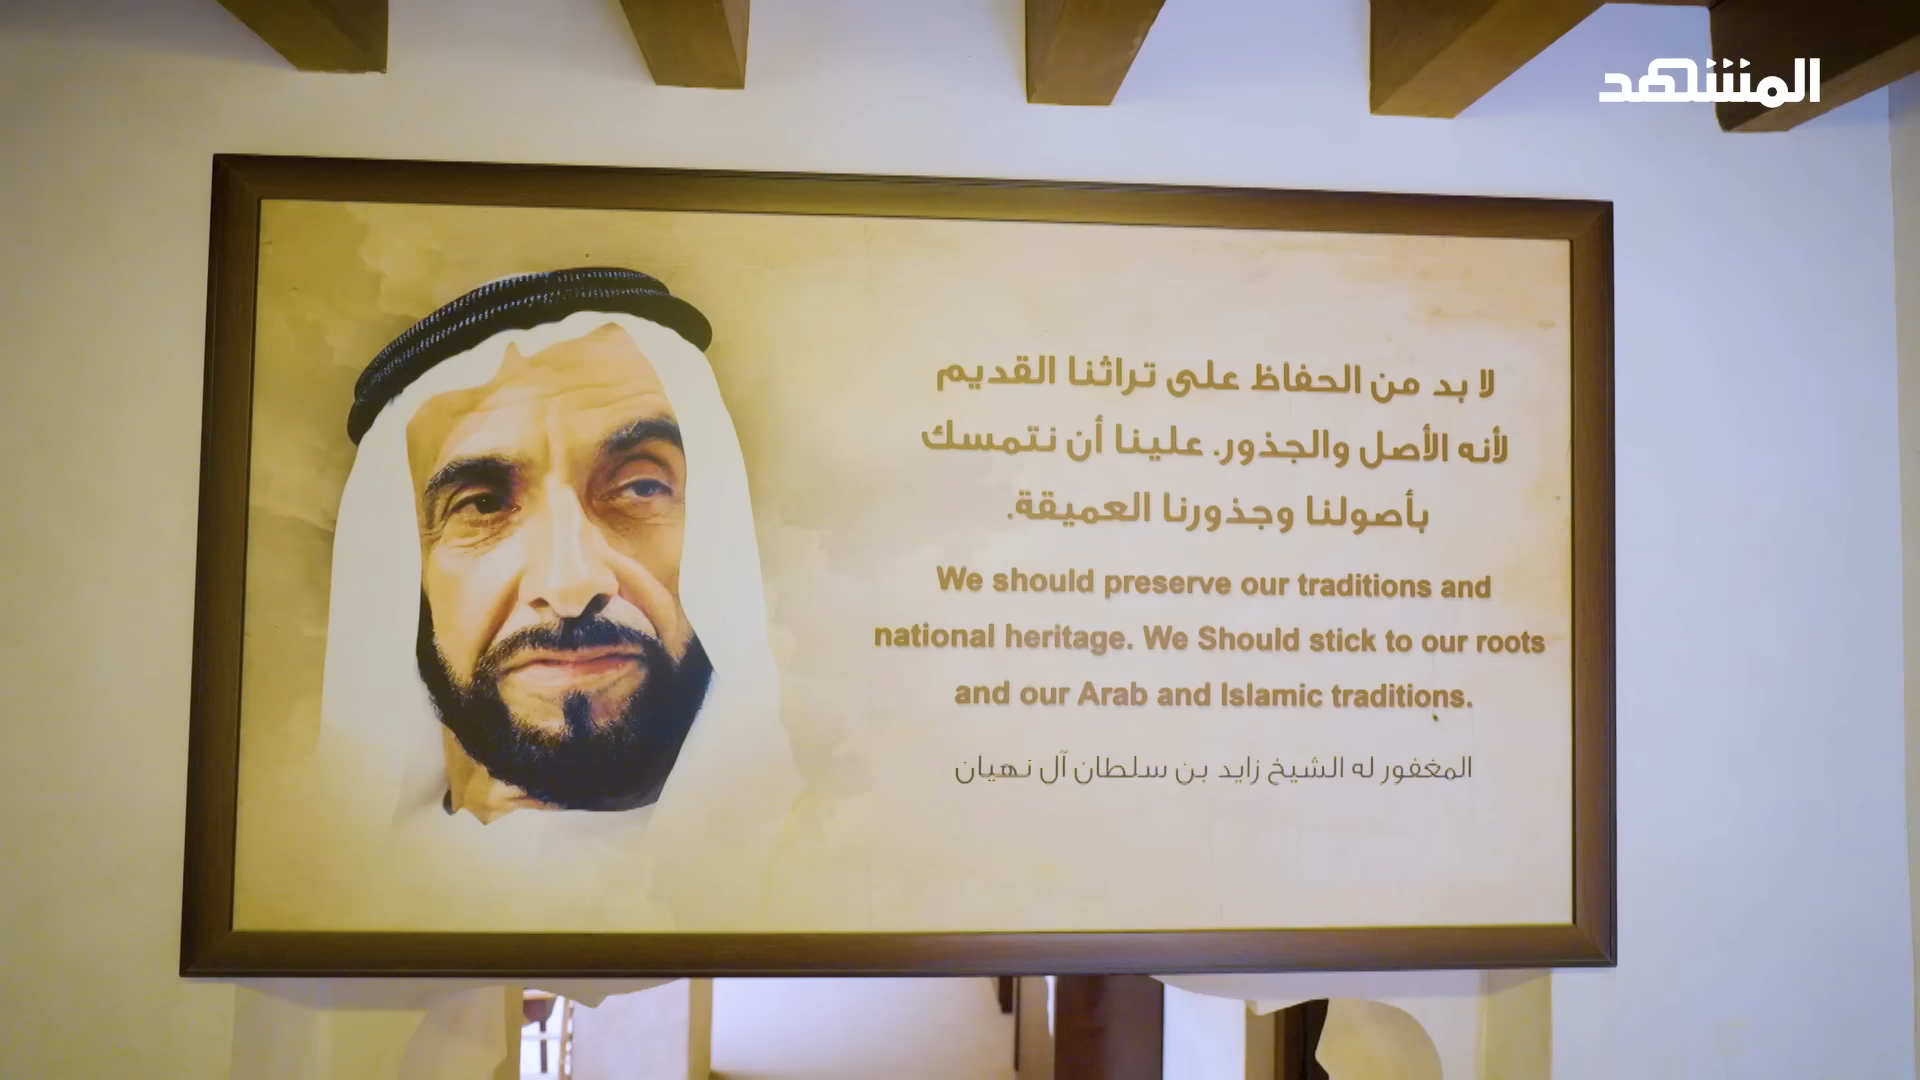 المشهد
لا بد من الحفاظ على تراثنا القديم
لأنه الأصل والجذور. علينا أن نتمسك
بأصولنا وجذورنا العميقة.
We should preserve our traditions and
national heritage. We Should stick to our roots
and our Arab and Islamic traditions.
المغفور له الشيخ زايد بن سلطان آل نهيان